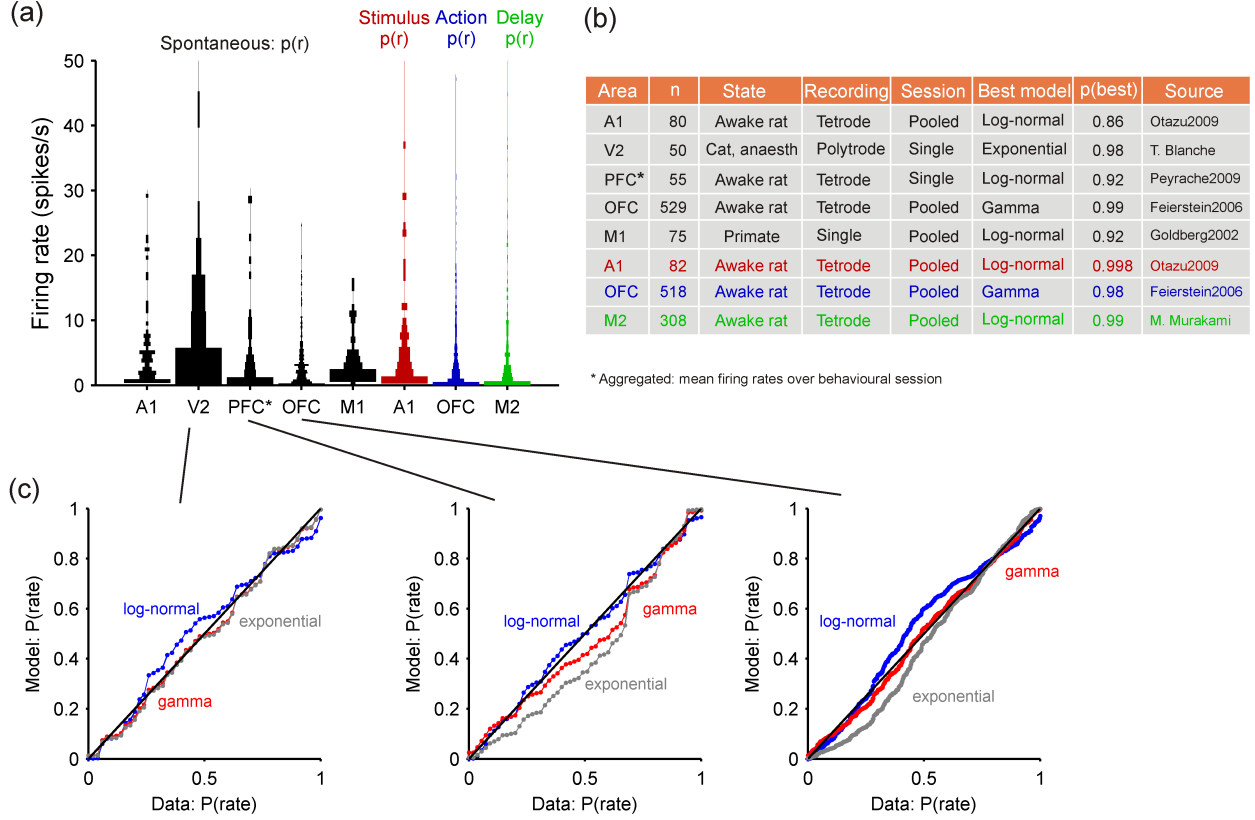 (a)
Spontaneous: p(r)
Stimulus p(r)
Action p(r)
Delay p(r)
Firing rate (spikes/s)
50
40
30
20
10
0
A1 V2 PFC* OFC M1 A1 OFC M2
(b)
Area n State Recording Session Best model p(best) Source
A1 80 Awake rat Tetrode Pooled Log-normal 0.86 Otazu2009
V2 50 Cat, anaesth Polytrode Single Exponential 0.98 T. Blanche
PFC* 55 Awake rat Tetrode Single Log-normal 0.92 Peyrache2009
OFC 529 Awake rat Tetrode Pooled Gamma 0.99 Feierstein2006
M1 75 Primate Single Pooled Log-normal 0.92 Goldberg2002
A1 82 Awake rat Tetrode Pooled Log-normal 0.998 Otazu2009
OFC 518 Awake rat Tetrode Pooled Gamma 0.98 Feierstein2006
M2 308 Awake rat Tetrode Pooled Log-normal 0.99 M. Murakami
* Aggregated: mean firing rates over behavioural session
(c)
Model: P(rate)
1
0.8
0.6
0.4
0.2
0
log-normal
exponential
gamma
0 0.5 1
Data: P(rate)
Model: P(rate)
1
0.8
0.6
0.4
0.2
0
log-normal
gamma
exponential
0 0.5 1
Data: P(rate)
Model: P(rate)
1
0.8
0.6
0.4
0.2
0
gamma
log-normal
exponential
0 0.5 1
Data: P(rate)